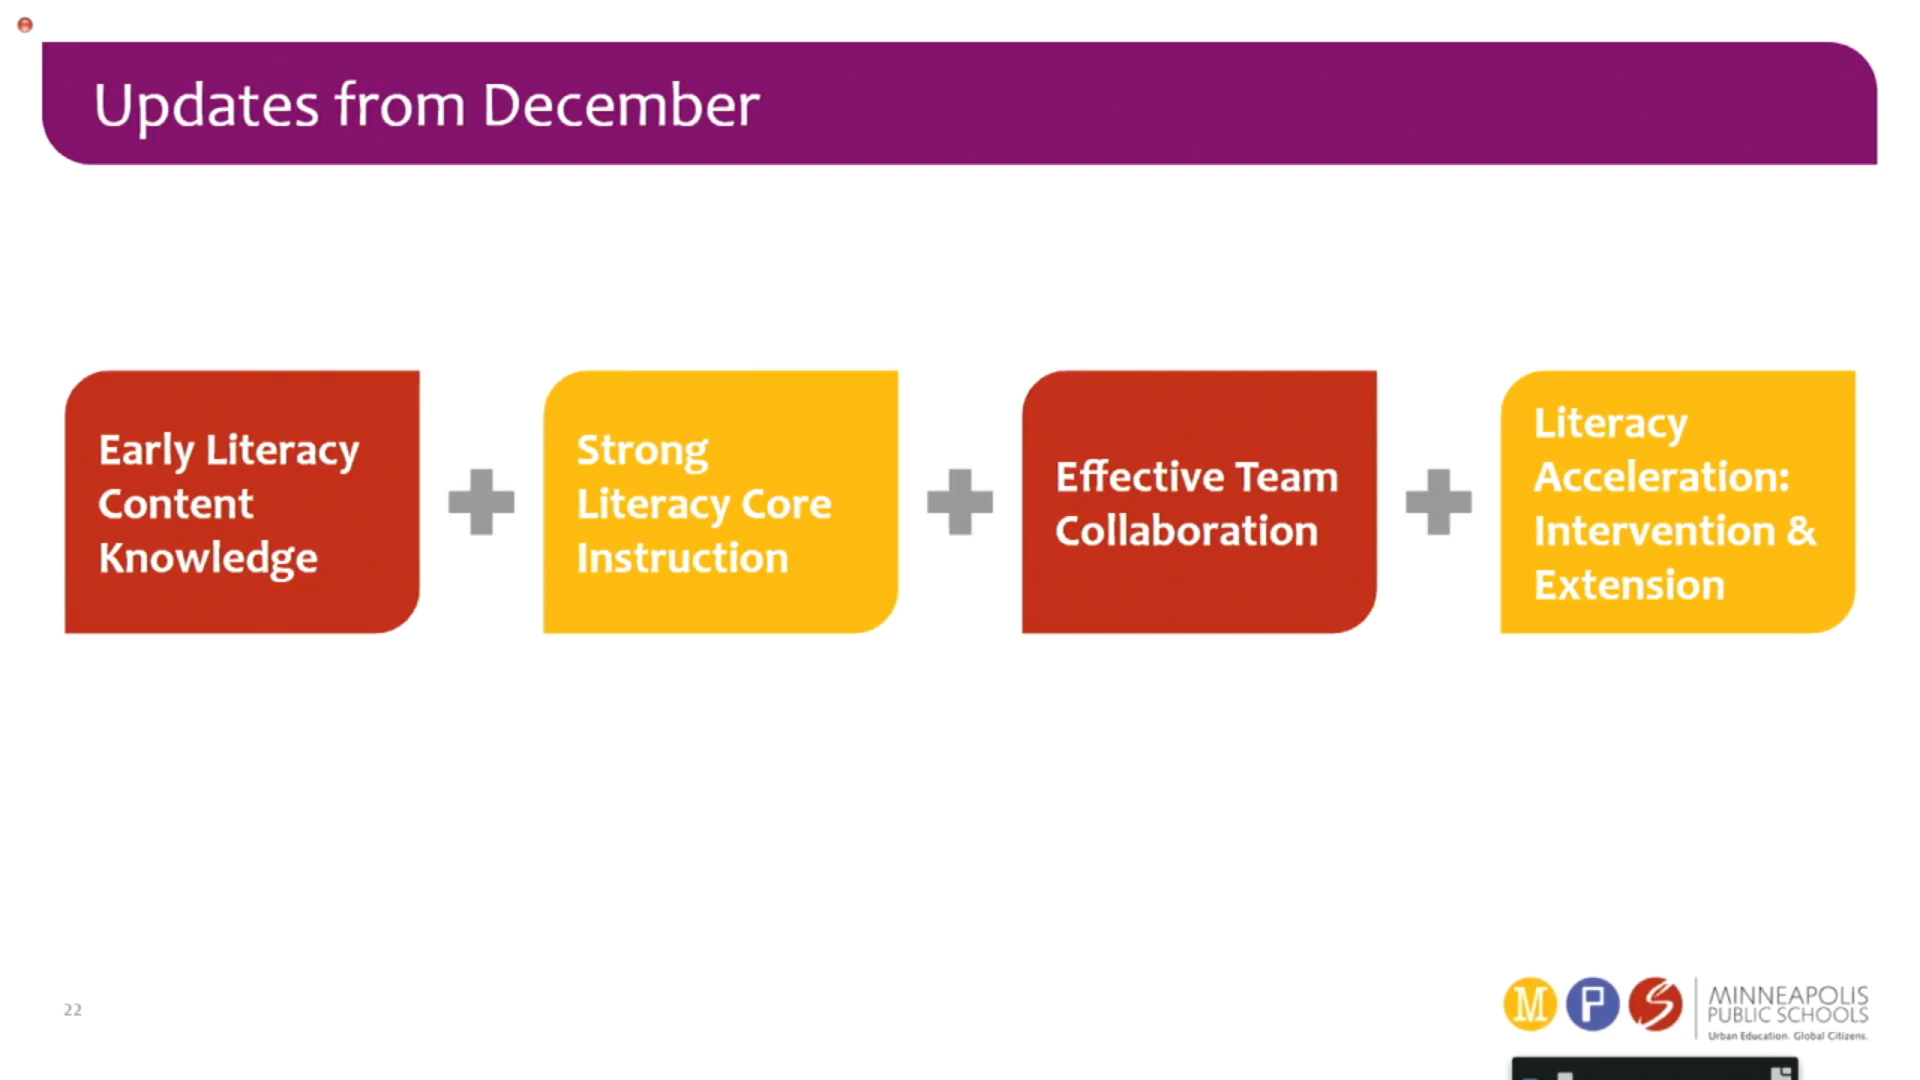 Updates from December
Early Literacy
Content
Knowledge
Strong
Literacy Core
Instruction
Effective Team
Collaboration
Literacy
Acceleration:
Intervention &
Extension
22
M P S
MINNEAPOLIS
PUBLIC SCHOOLS
Urban Education. Global Citizens.